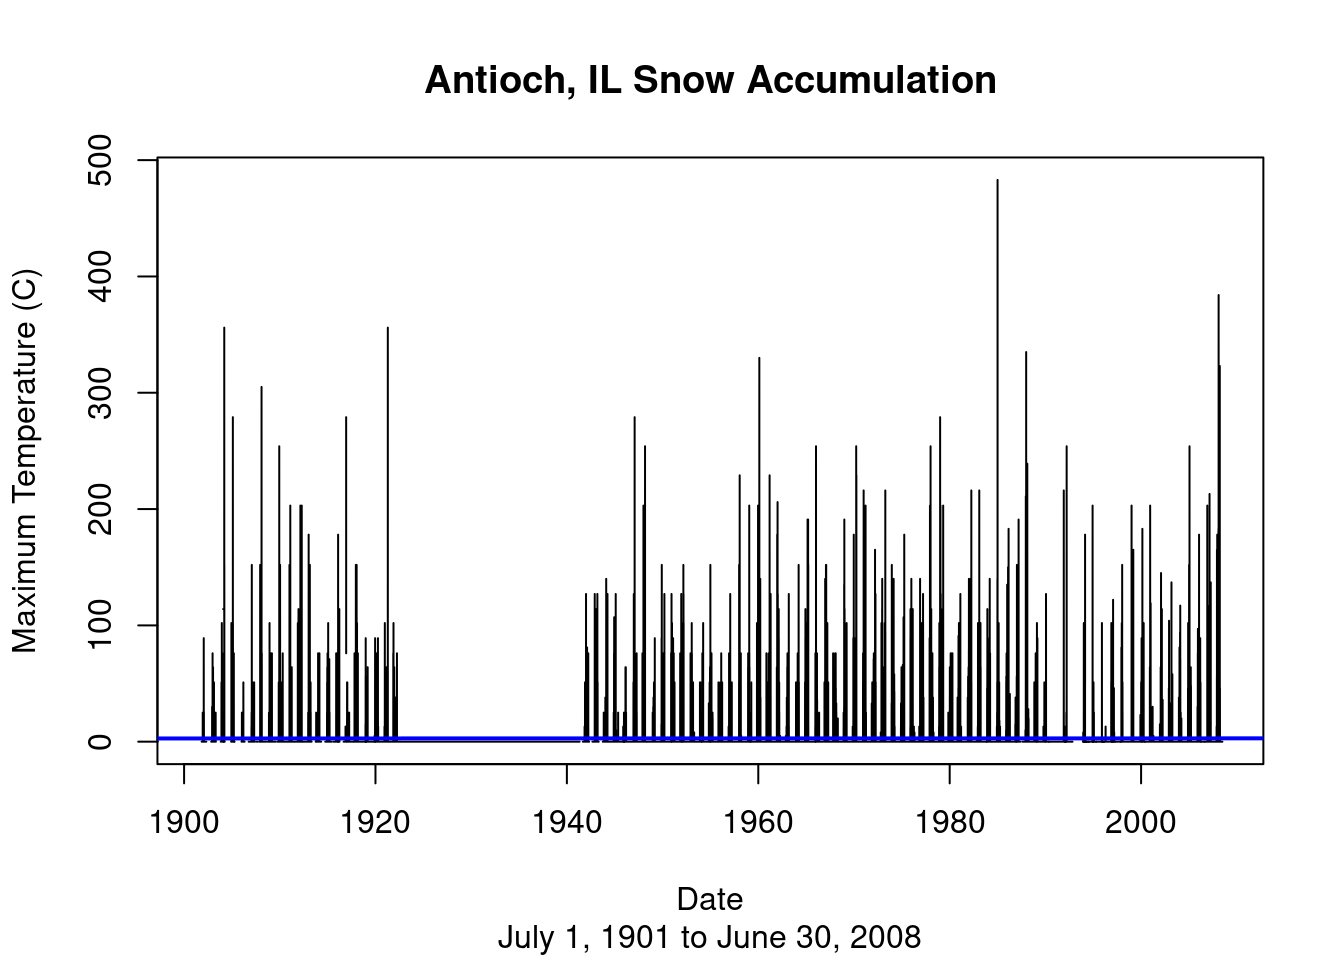 Antioch, IL Snow Accumulation
Maximum Temperature (C)
500
400
300
200
100
0
1900 1920 1940 1960 1980 2000
Date
July 1, 1901 to June 30, 2008